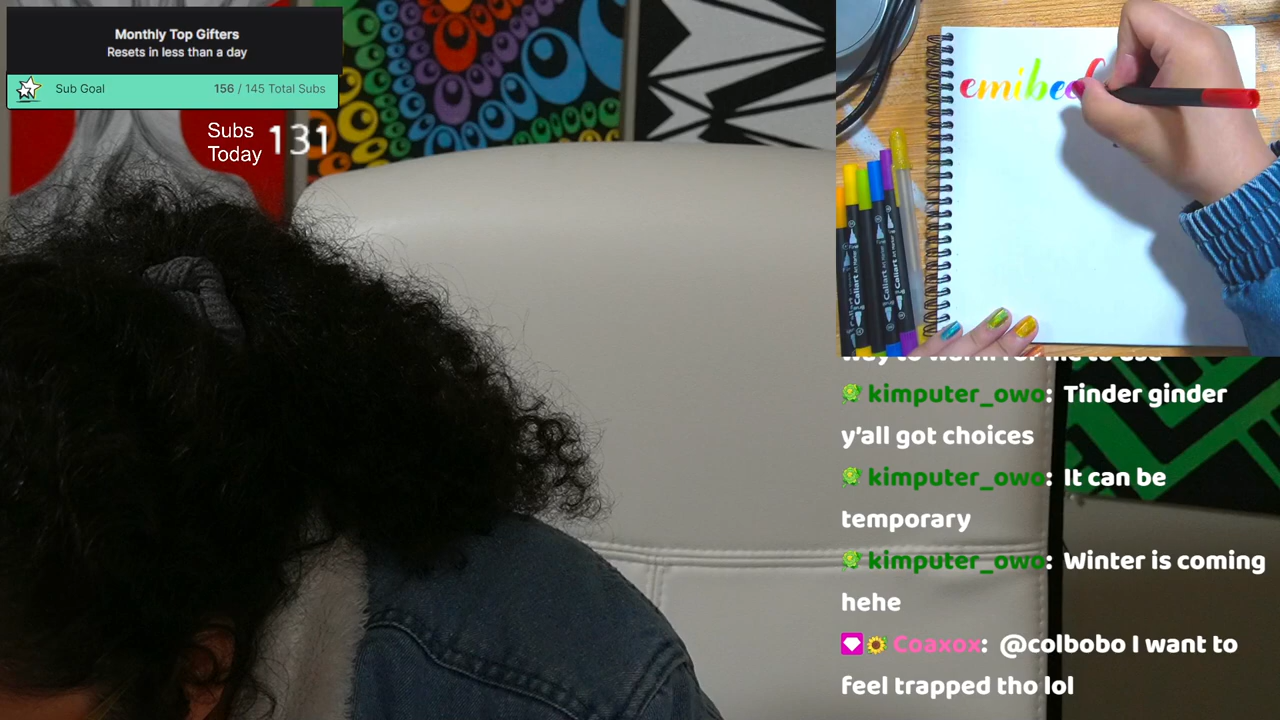 Monthly Top Gifters
Resets in less than a day
Sub Goal
156 / 145 Total Subs
Subs
Today 131
kimputer_owo: Tinder ginder
y'all got choices
kimputer_owo: It can be
temporary
kimputer_owo: Winter is coming
hehe
Coaxox: @colbobo I want to
feel trapped tho lol